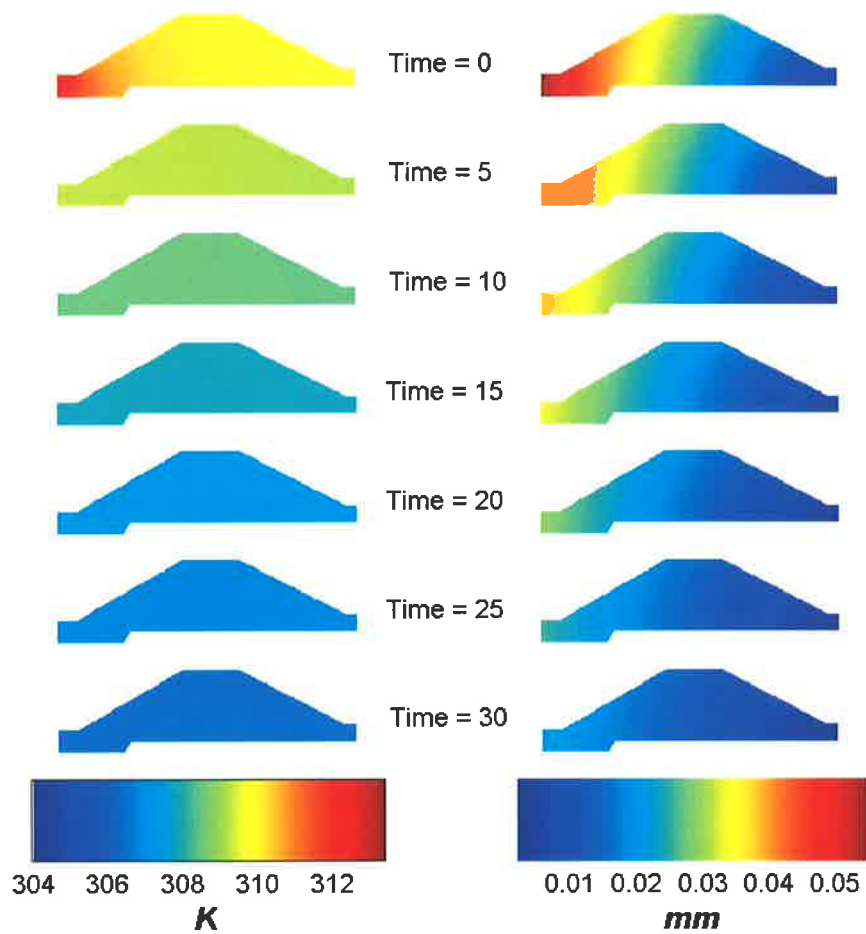 Time = 0
Time = 5
Time = 10
Time = 15
Time = 20
Time = 25
Time = 30
304 306 308 310 312
0.01 0.02 0.03 0.04 0.05
K
mm